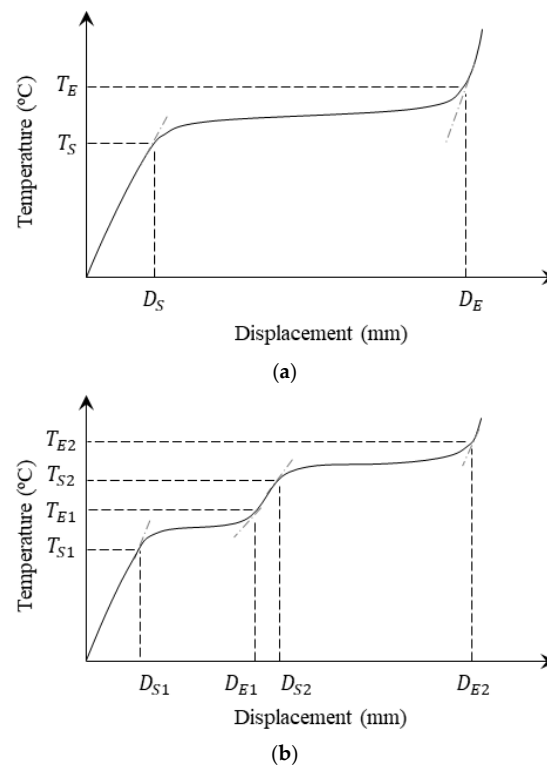 Temperature (ºC)
T_E
T_S
D_S D_E
Displacement (mm)
(a)
Temperature (ºC)
T_E2
T_S2
T_E1
T_S1
D_S1 D_E1 D_S2 D_E2
Displacement (mm)
(b)